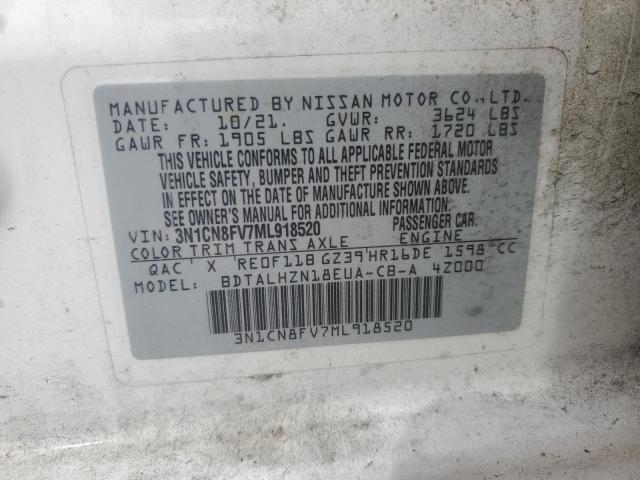 MANUFACTURED BY NISSAN MOTOR CO., LTD.
DATE: 10/21. GVWR: 3624 LBS
GAWR FR: 1905 LBS GAWR RR: 1720 LBS
THIS VEHICLE CONFORMS TO ALL APPLICABLE FEDERAL MOTOR
VEHICLE SAFETY, BUMPER AND THEFT PREVENTION STANDARDS
IN EFFECT ON THE DATE OF MANUFACTURE SHOWN ABOVE.
SEE OWNER'S MANUAL FOR ADDITIONAL INFORMATION.
VIN: 3N1CN8FV7ML918520 PASSENGER CAR.
COLOR TRIM TRANS AXLE ENGINE
QAC ' X 'RE0F11B GZ39'HR16DE 1598 CC
BDTALHZN18EUA-CB-A 4Z000
3N1CN8FV7ML918520